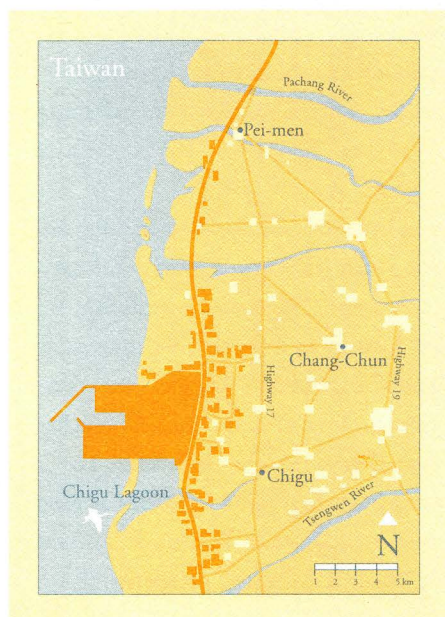 Taiwan
Pachang River
Pei-men
Chang-Chun
Highway 17
Highway 19
Chigu
Chigu Lagoon
Tsengwen River
N
1 2 3 4 5 km